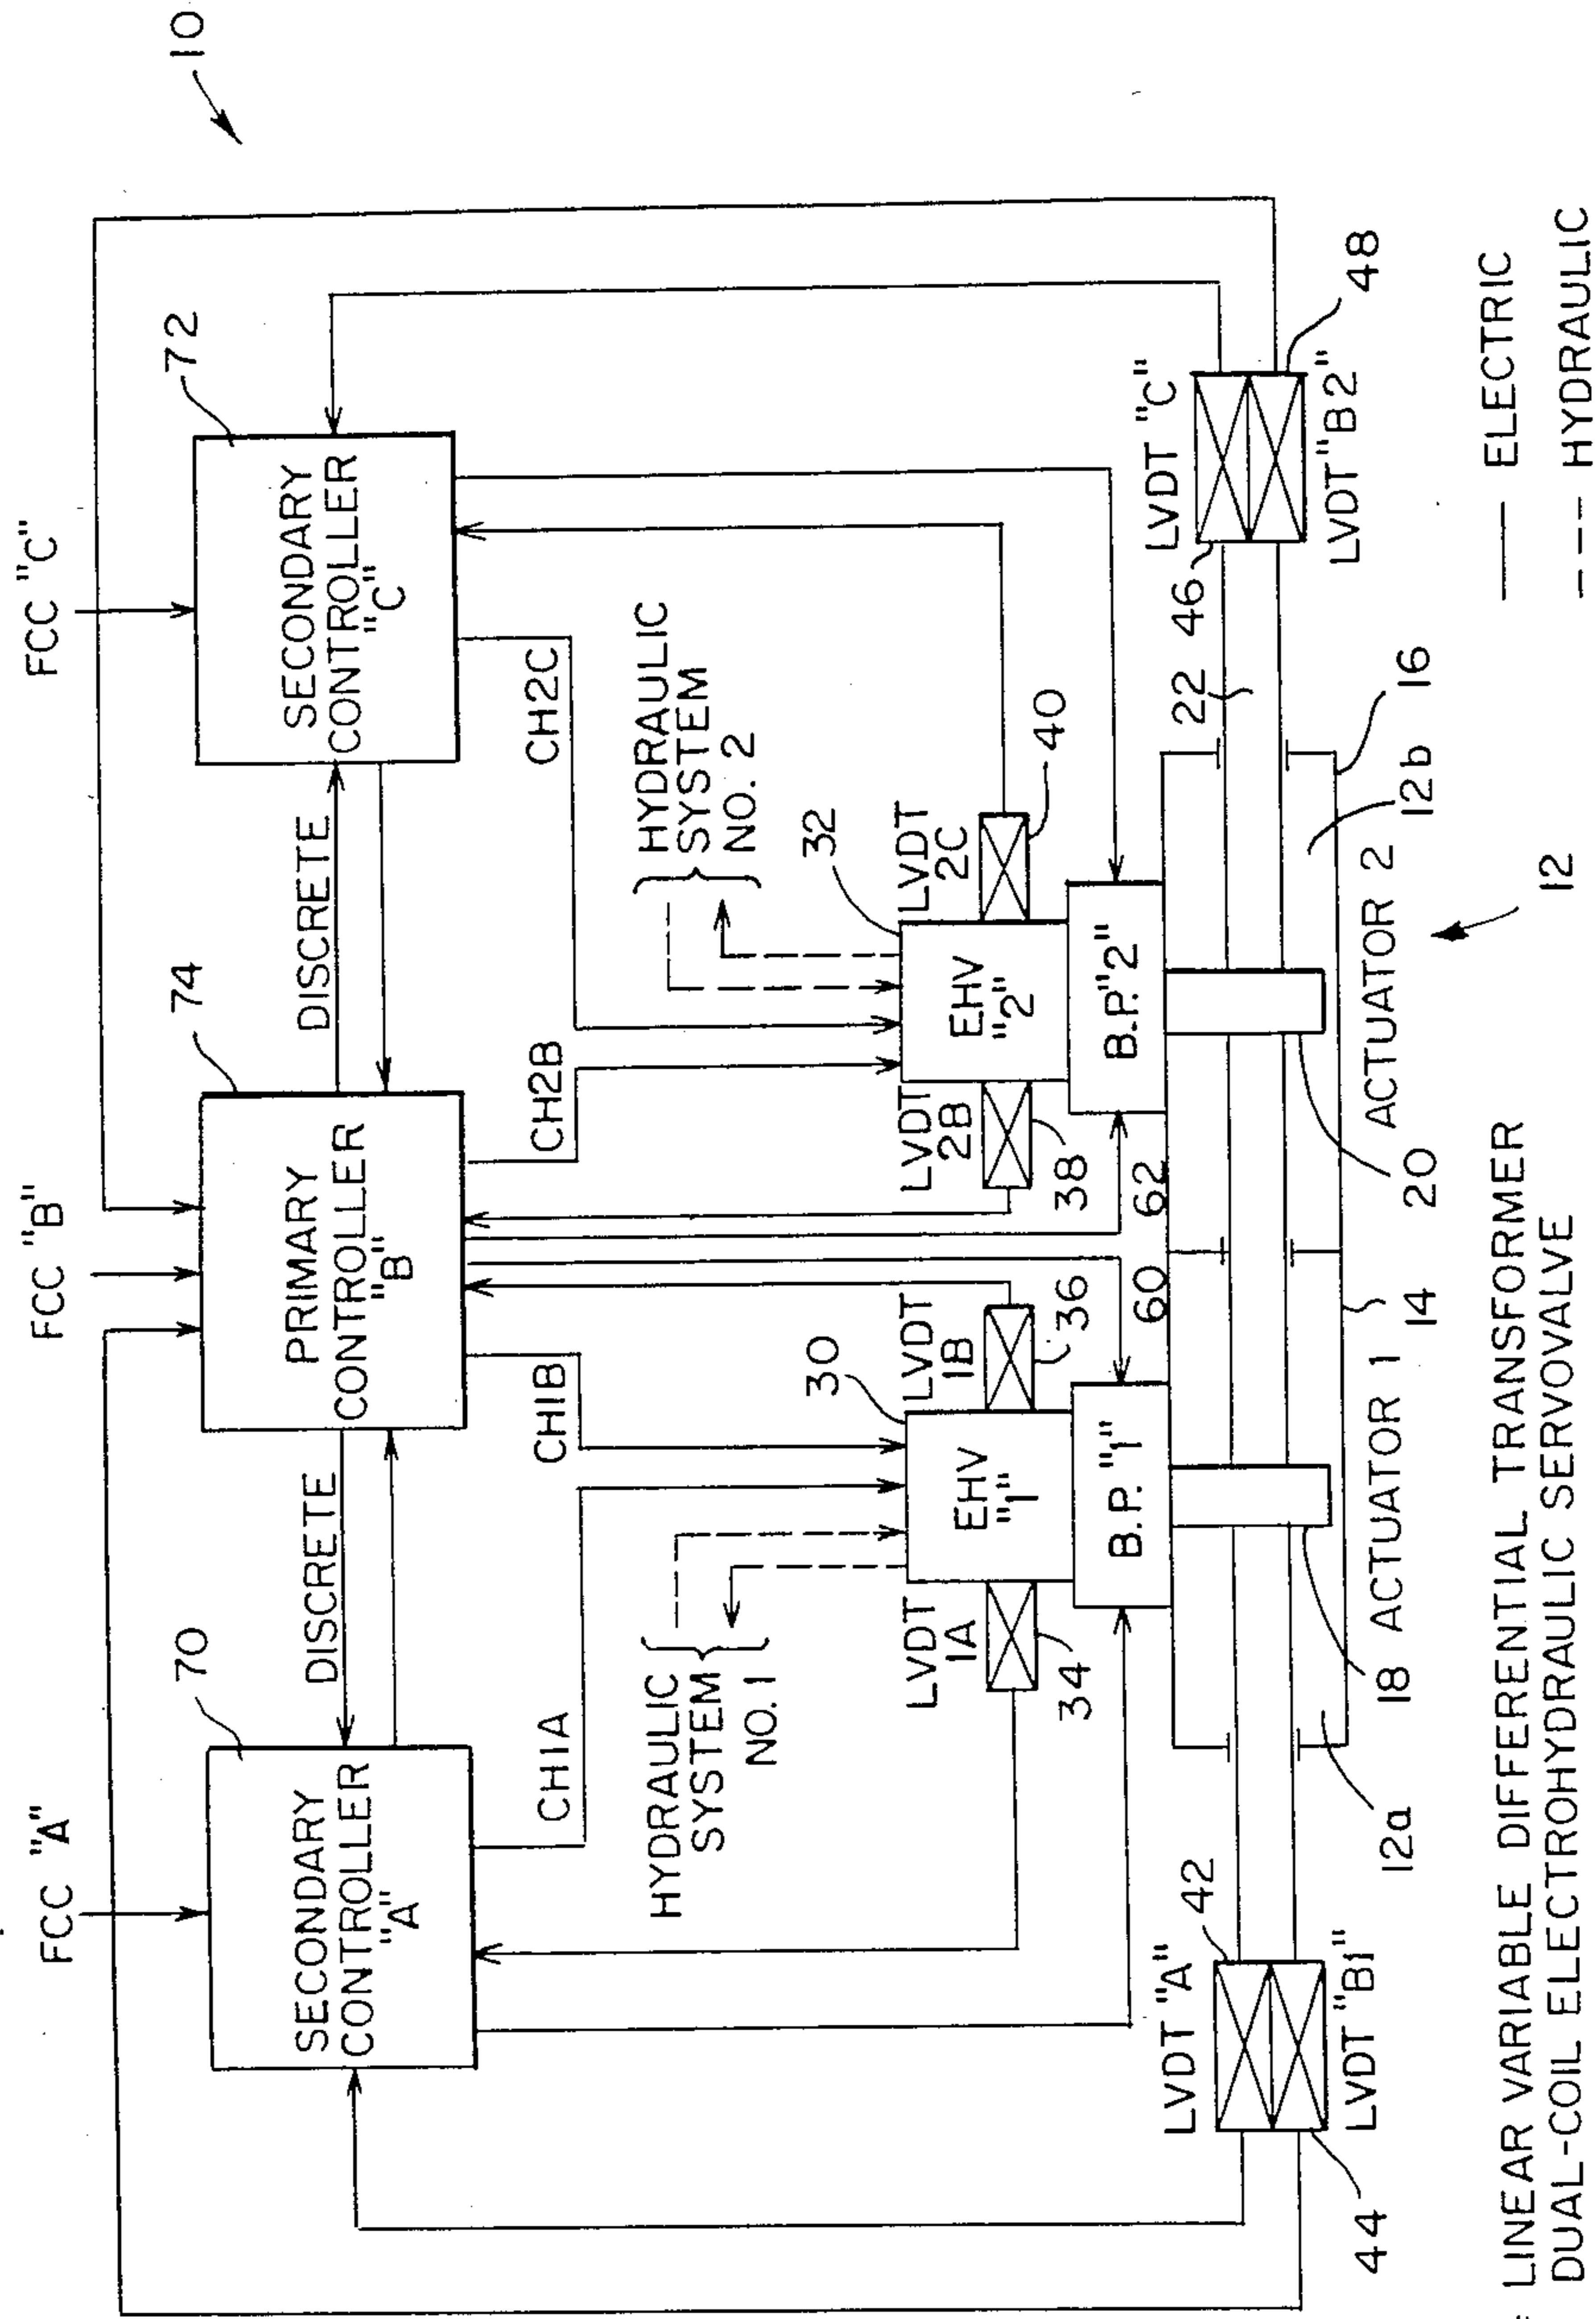 FCC "A"
FCC "B"
FCC "C"
10
70
74
72
SECONDARY
CONTROLLER
"A"
DISCRETE
PRIMARY
CONTROLLER
"B"
DISCRETE
SECONDARY
CONTROLLER
"C"
CH1A
CH1B
CH2B
CH2C
HYDRAULIC
SYSTEM
NO. 1
HYDRAULIC
SYSTEM
NO. 2
30
32
LVDT
1A
34
EHV
"1"
LVDT
1B
36
LVDT
2B
38
EHV
"2"
LVDT
2C
40
B.P. "1"
60
62
B.P. "2"
LVDT "A"
42
22
46
LVDT "C"
LVDT "B1"
44
LVDT "B2"
48
12a
18
ACTUATOR 1
14
20
ACTUATOR 2
12b
16
12
LINEAR VARIABLE DIFFERENTIAL TRANSFORMER
DUAL-COIL ELECTROHYDRAULIC SERVOVALVE
ELECTRIC
HYDRAULIC